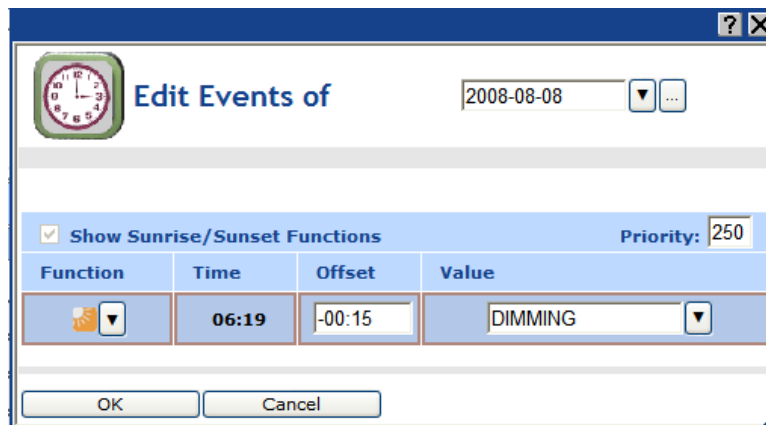 ?
Edit Events of 2008-08-08 ...
Show Sunrise/Sunset Functions Priority: 250
Function Time Offset Value
06:19 -00:15 DIMMING
OK Cancel